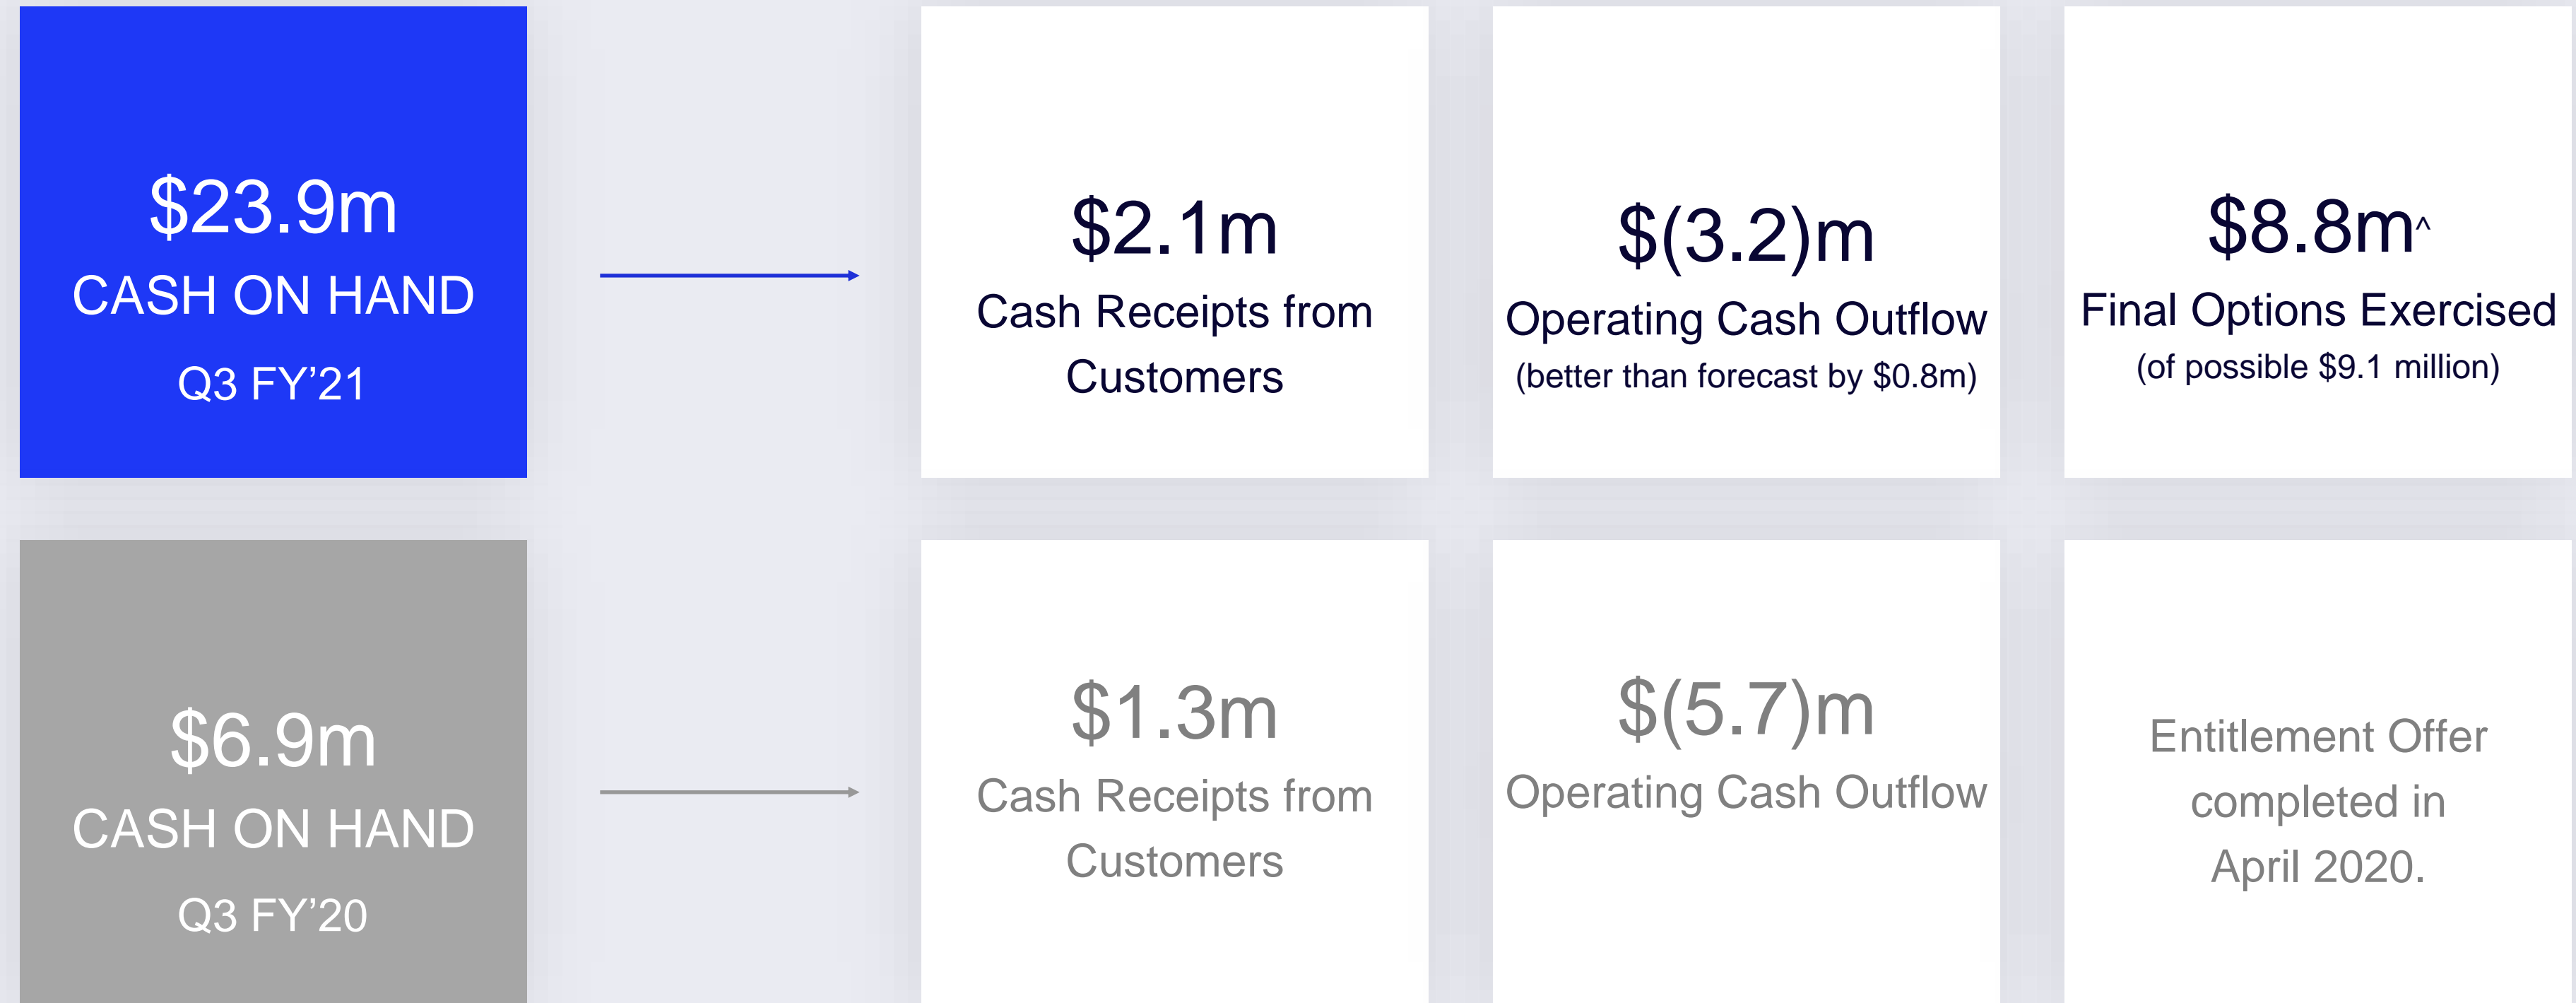 $23.9m
CASH ON HAND
Q3 FY’21
$2.1m
Cash Receipts from
Customers
$(3.2)m
Operating Cash Outflow
(better than forecast by $0.8m)
$8.8m^
Final Options Exercised
(of possible $9.1 million)
$6.9m
CASH ON HAND
Q3 FY’20
$1.3m
Cash Receipts from
Customers
$(5.7)m
Operating Cash Outflow
Entitlement Offer
completed in
April 2020.